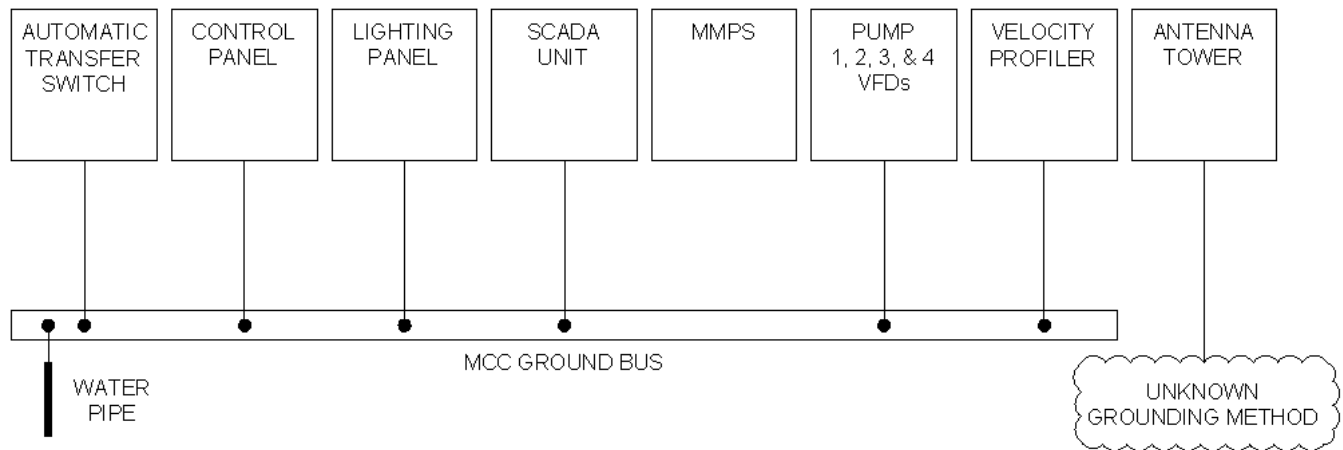 AUTOMATIC
TRANSFER
SWITCH
CONTROL
PANEL
LIGHTING
PANEL
SCADA
UNIT
MMPS
PUMP
1, 2, 3, & 4
VFDs
VELOCITY
PROFILER
ANTENNA
TOWER
MCC GROUND BUS
WATER
PIPE
UNKNOWN
GROUNDING METHOD